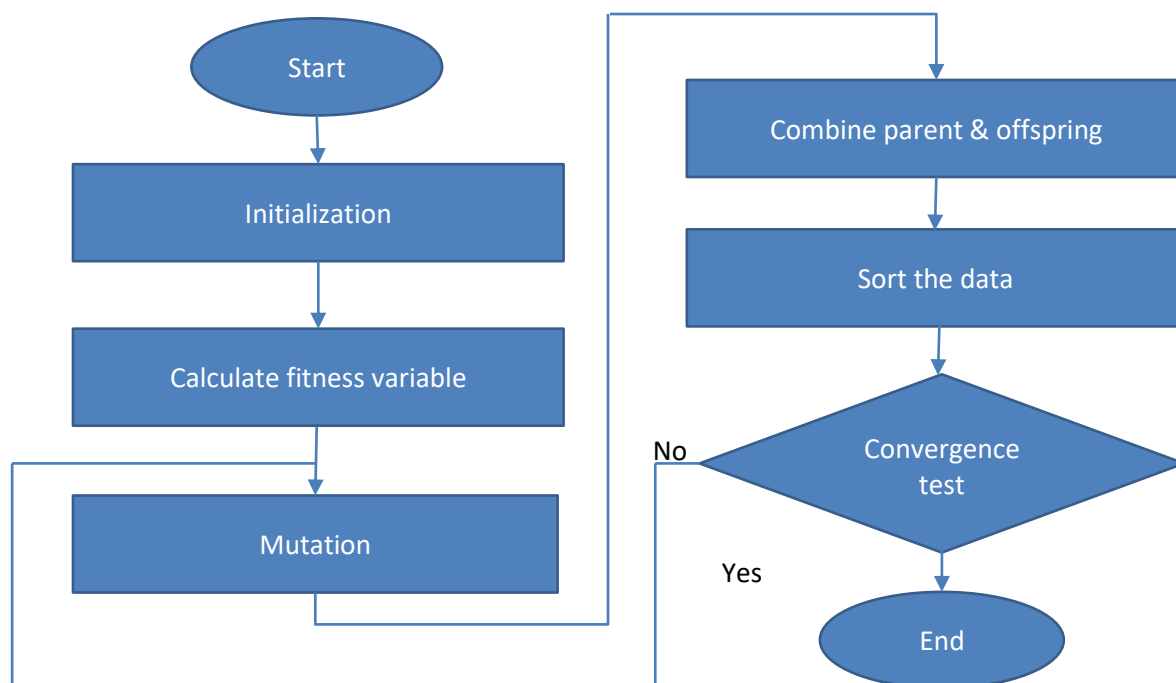 Start
Initialization
Calculate fitness variable
Mutation
Combine parent & offspring
Sort the data
Convergence
test
No
Yes
End